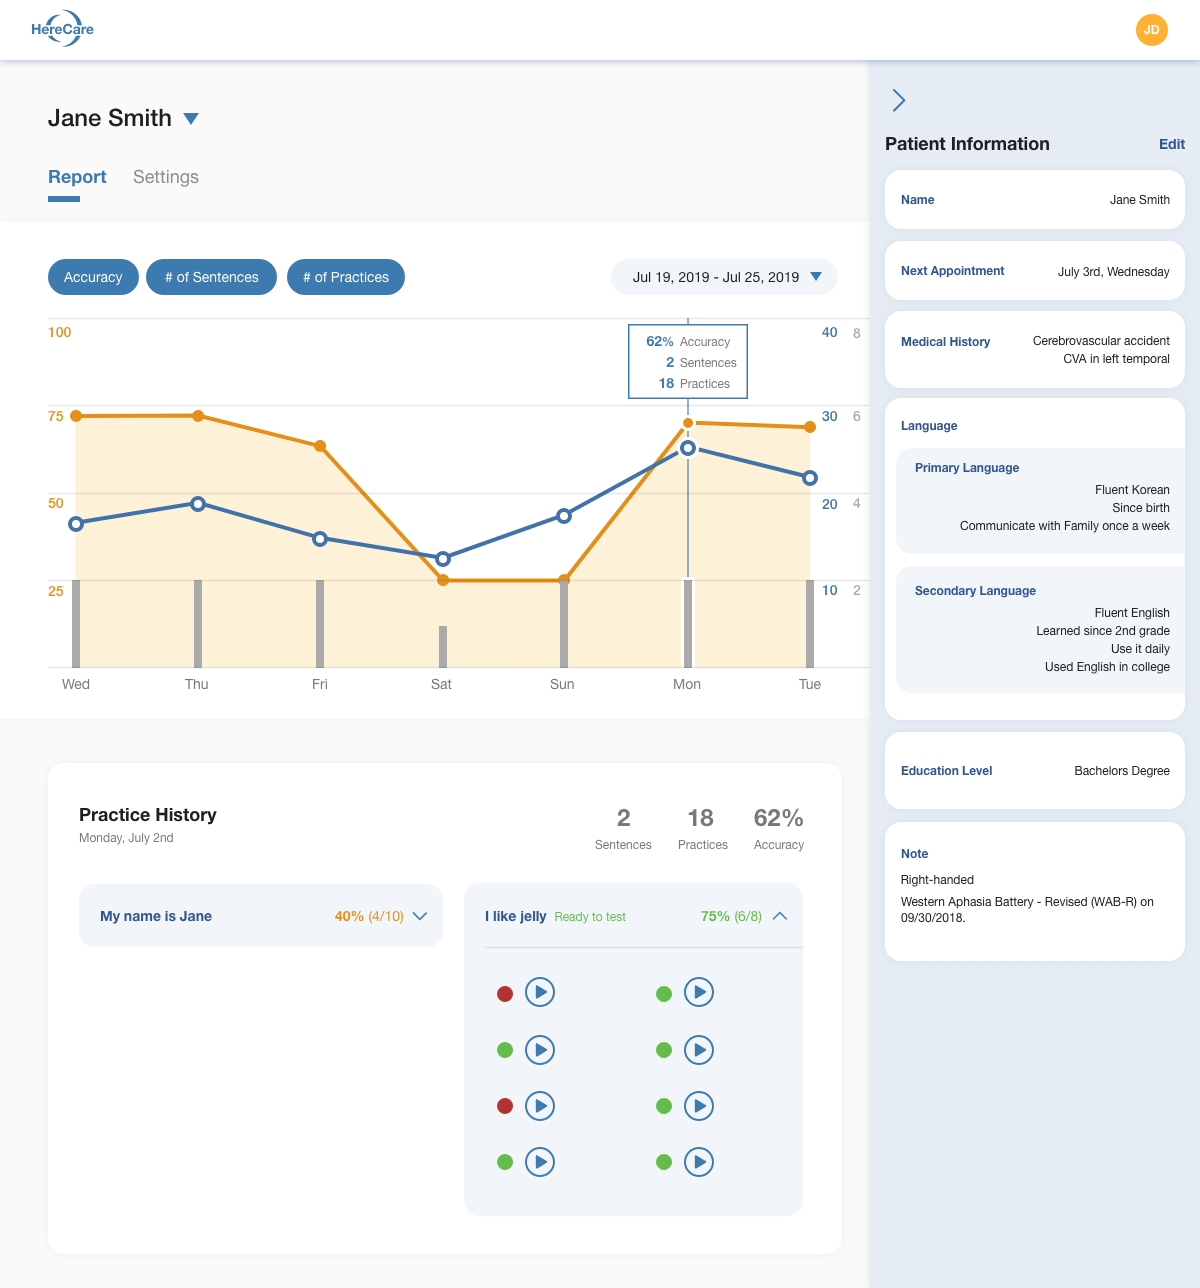 HereCare
JD
Jane Smith
Report Settings
Accuracy # of Sentences # of Practices Jul 19, 2019 - Jul 25, 2019
100 40 8
62% Accuracy
2 Sentences
18 Practices
75 30 6
50 20 4
25 10 2
Wed Thu Fri Sat Sun Mon Tue
Practice History
Monday, July 2nd
2 18 62%
Sentences Practices Accuracy
My name is Jane 40% (4/10)
I like jelly Ready to test 75% (6/8)
Patient Information Edit
Name Jane Smith
Next Appointment July 3rd, Wednesday
Medical History Cerebrovascular accident
CVA in left temporal
Language
Primary Language
Fluent Korean
Since birth
Communicate with Family once a week
Secondary Language
Fluent English
Learned since 2nd grade
Use it daily
Used English in college
Education Level Bachelors Degree
Note
Right-handed
Western Aphasia Battery - Revised (WAB-R) on
09/30/2018.